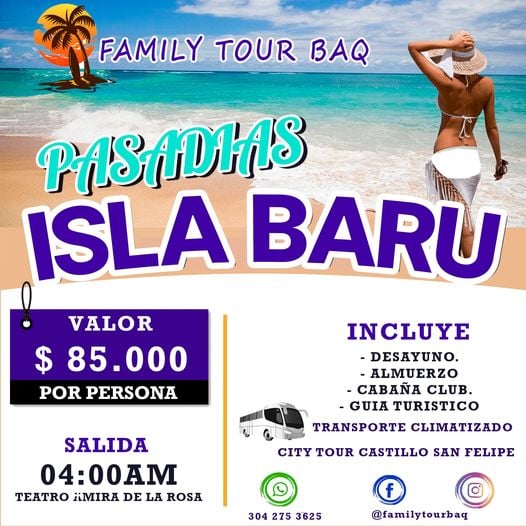 FAMILY TOUR BAQ
PASADIAS
ISLA BARU
VALOR
$ 85.000
POR PERSONA
SALIDA
04:00AM
TEATRO AMIRA DE LA ROSA
INCLUYE
- DESAYUNO.
- ALMUERZO
- CABAÑA CLUB.
- GUIA TURISTICO
TRANSPORTE CLIMATIZADO
CITY TOUR CASTILLO SAN FELIPE
304 275 3625
@familytourbaq